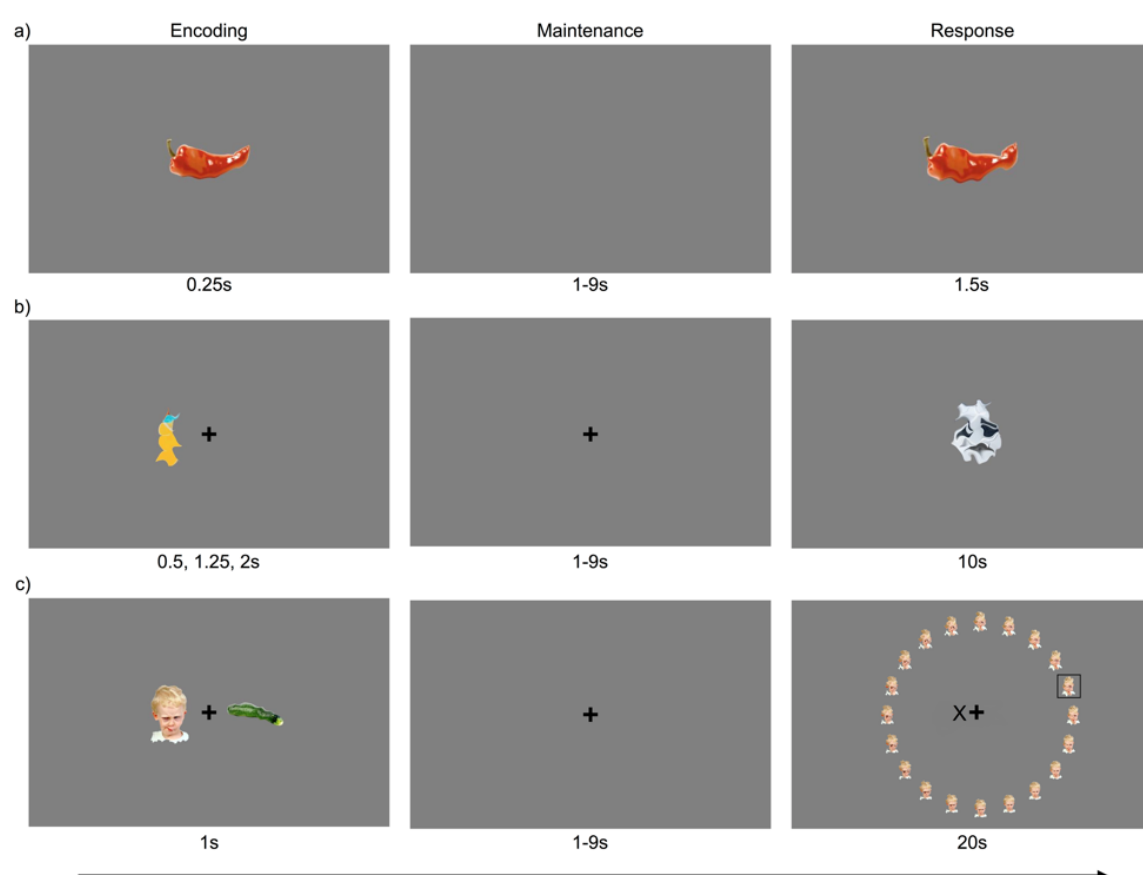 a) Encoding Maintenance Response
0.25s 1-9s 1.5s
b)
+ +
0.5, 1.25, 2s 1-9s 10s
c)
+ + X+
1s 1-9s 20s